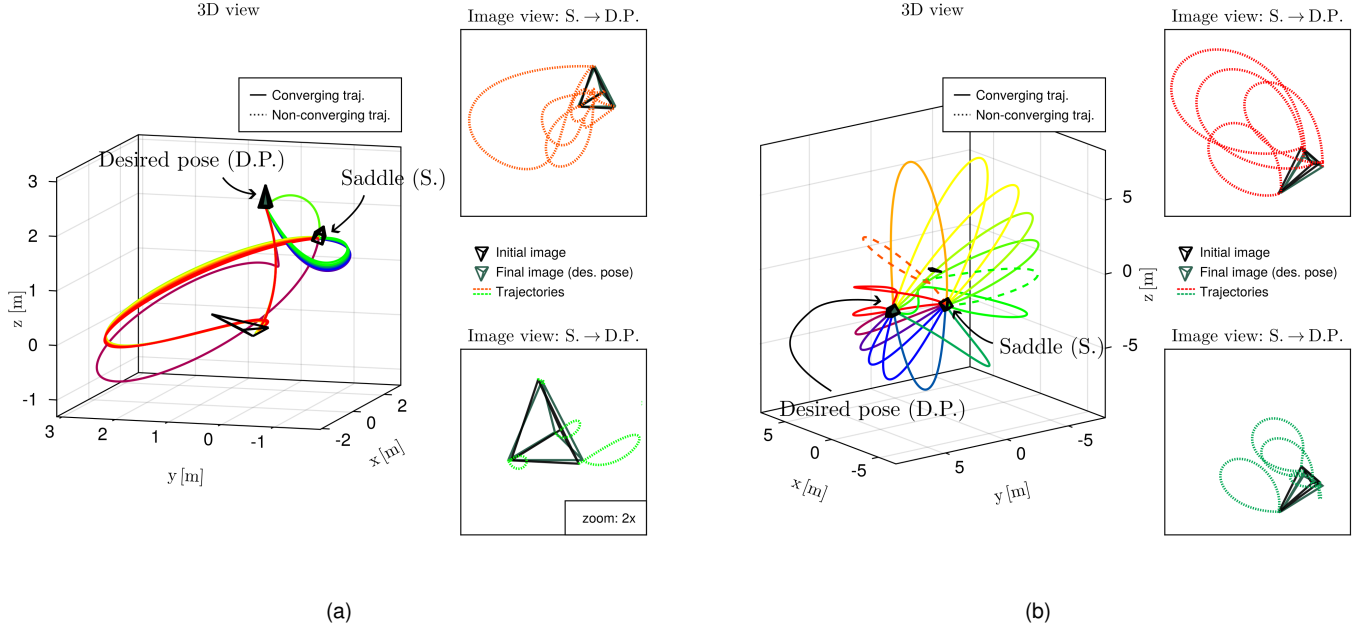 3D view
Converging traj.
Non-converging traj.
Desired pose (D.P.)
Saddle (S.)
3
2
1
0
-1
z [m]
3
2
1
0
-1
y [m]
-2
0
2
x [m]
Image view: S. → D.P.
Initial image
Final image (des. pose)
Trajectories
Image view: S. → D.P.
zoom: 2x
(a)
3D view
Converging traj.
Non-converging traj.
5
0
-5
z [m]
Saddle (S.)
Desired pose (D.P.)
5
0
-5
x [m]
5
0
-5
y [m]
Image view: S. → D.P.
Initial image
Final image (des. pose)
Trajectories
Image view: S. → D.P.
(b)